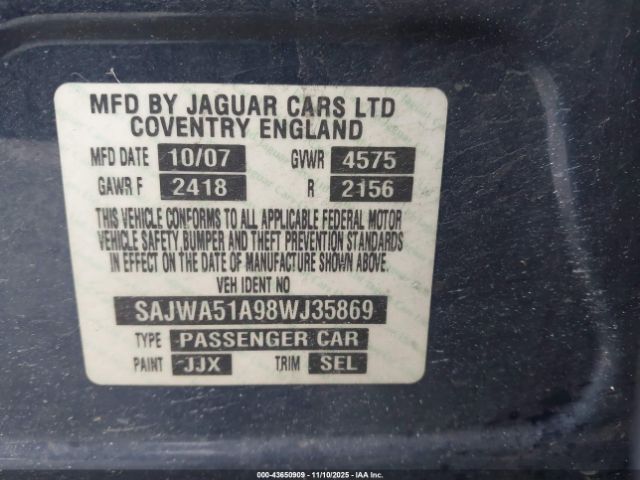 MFD BY JAGUAR CARS LTD
COVENTRY ENGLAND
MFD DATE 10/07 GVWR 4575
GAWR F 2418 R 2156
THIS VEHICLE CONFORMS TO ALL APPLICABLE FEDERAL MOTOR
VEHICLE SAFETY,BUMPER AND THEFT PREVENTION STANDARDS
IN EFFECT ON THE DATE OF MANUFACTURE SHOWN ABOVE.
VEH IDENT NO
SAJWA51A98WJ35869
TYPE PASSENGER CAR
PAINT JJX TRIM SEL
000-43650909 - 11/10/2025 - IAA Inc.